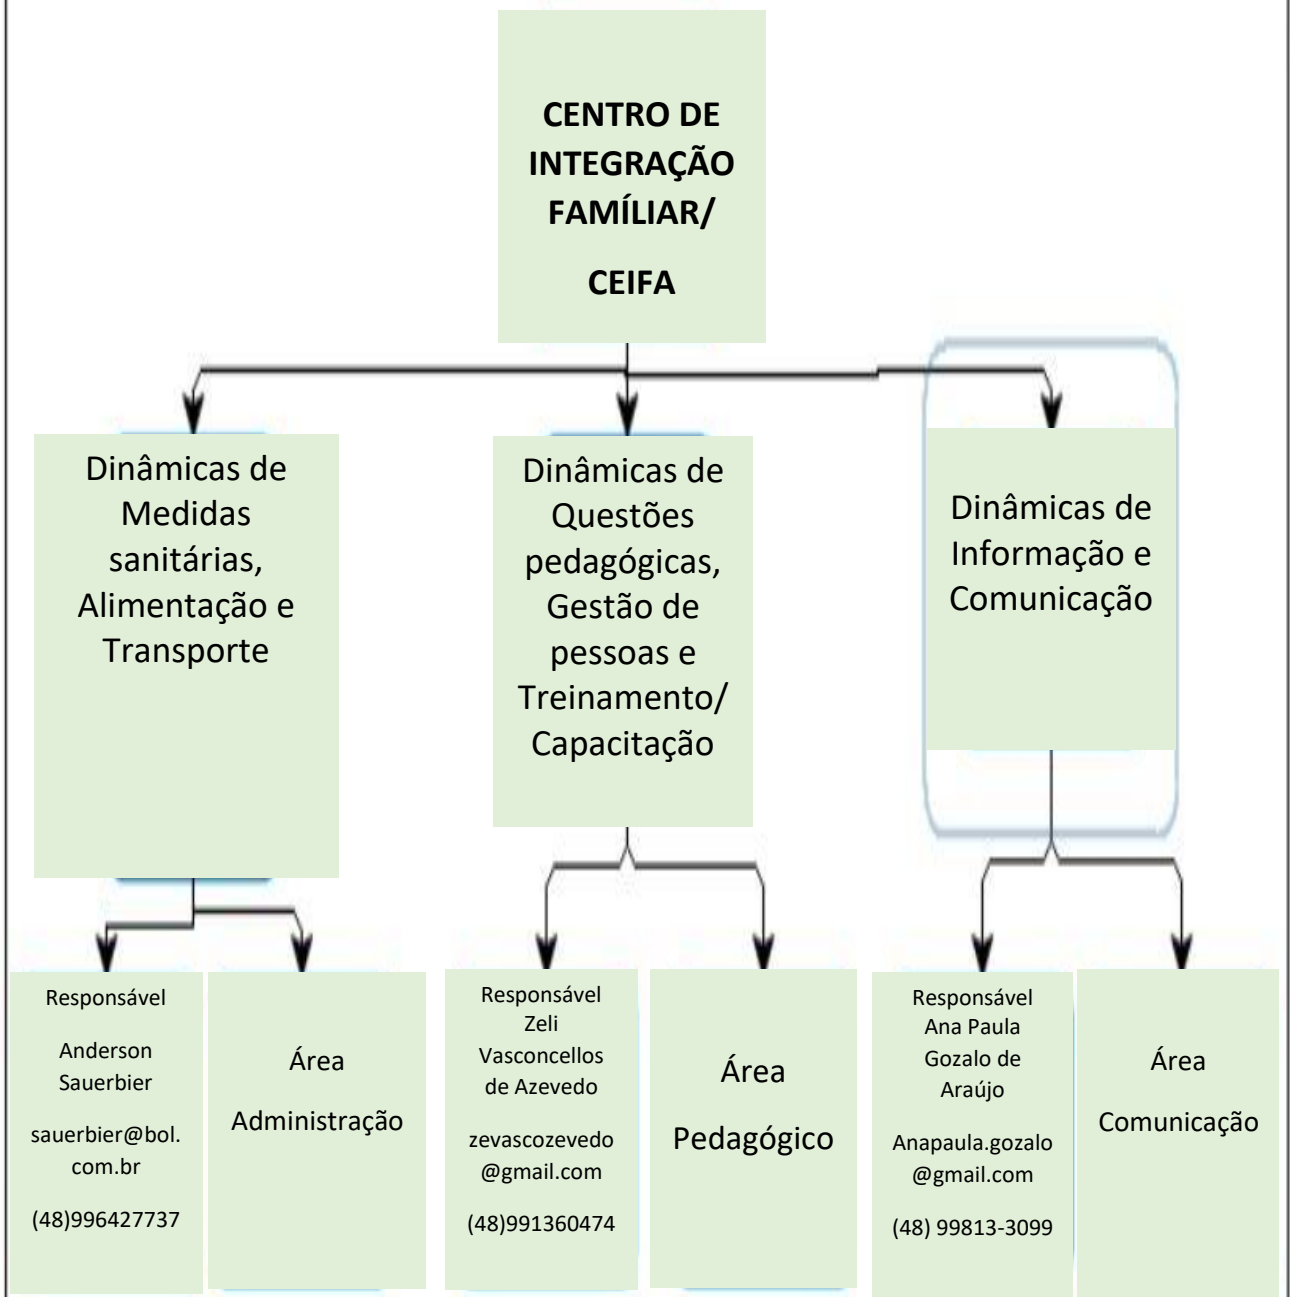 CENTRO DE
INTEGRAÇÃO
FAMÍLIAR/
CEIFA
Dinâmicas de
Medidas
sanitárias,
Alimentação e
Transporte
Dinâmicas de
Questões
pedagógicas,
Gestão de
pessoas e
Treinamento/
Capacitação
Dinâmicas de
Informação e
Comunicação
Responsável
Anderson
Sauerbier
sauerbier@bol.
com.br
(48)996427737
Área
Administração
Responsável
Zeli
Vasconcellos
de Azevedo
zevascozevedo
@gmail.com
(48)991360474
Área
Pedagógico
Responsável
Ana Paula
Gozalo de
Araújo
Anapaula.gozalo
@gmail.com
(48) 99813-3099
Área
Comunicação